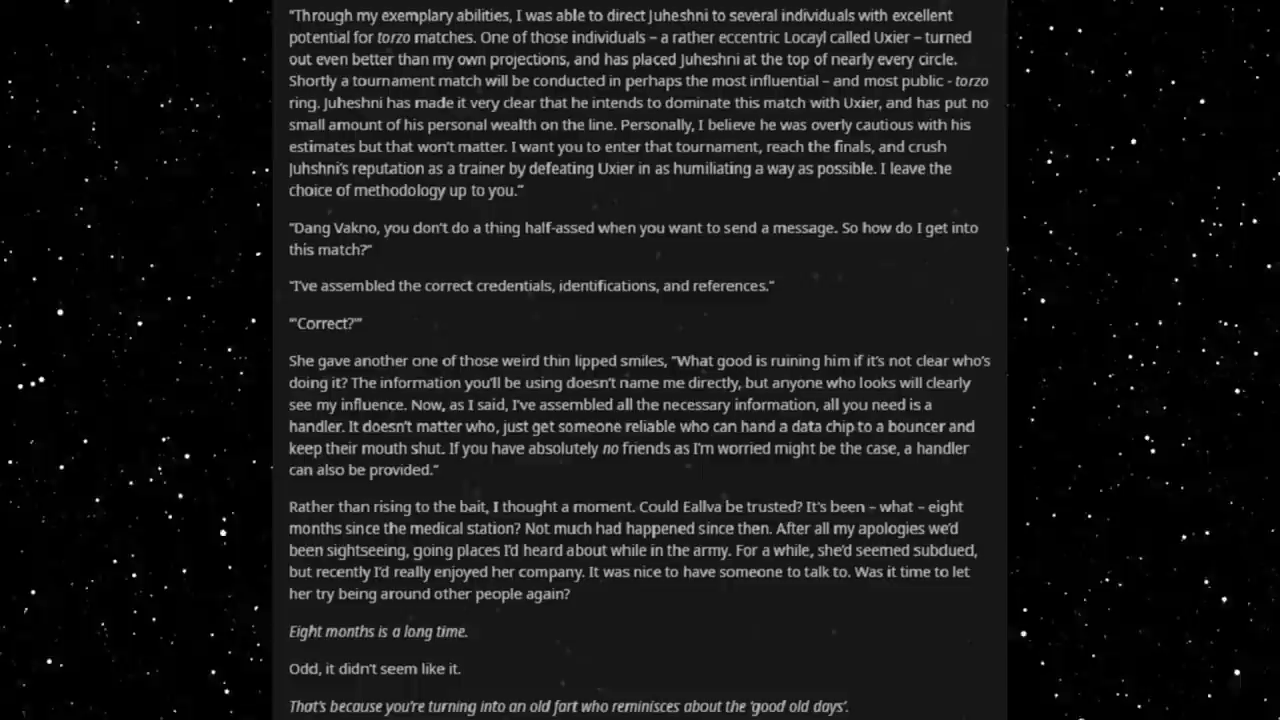 "Through my exemplary abilities, I was able to direct Juheshni to several individuals with excellent
potential for torzo matches. One of those individuals – a rather eccentric Locayl called Uxier – turned
out even better than my own projections, and has placed Juheshni at the top of nearly every circle.
Shortly a tournament match will be conducted in perhaps the most influential – and most public - torzo
ring. Juheshni has made it very clear that he intends to dominate this match with Uxier, and has put no
small amount of his personal wealth on the line. Personally, I believe he was overly cautious with his
estimates but that won't matter. I want you to enter that tournament, reach the finals, and crush
Juhshni's reputation as a trainer by defeating Uxier in as humiliating a way as possible. I leave the
choice of methodology up to you."
"Dang Vakno, you don't do a thing half-assed when you want to send a message. So how do I get into
this match?"
"I've assembled the correct credentials, identifications, and references."
"'Correct?'"
She gave another one of those weird thin lipped smiles, "What good is ruining him if it's not clear who's
doing it? The information you'll be using doesn't name me directly, but anyone who looks will clearly
see my influence. Now, as I said, I've assembled all the necessary information, all you need is a
handler. It doesn't matter who, just get someone reliable who can hand a data chip to a bouncer and
keep their mouth shut. If you have absolutely no friends as I'm worried might be the case, a handler
can also be provided."
Rather than rising to the bait, I thought a moment. Could Eallva be trusted? It's been – what – eight
months since the medical station? Not much had happened since then. After all my apologies we'd
been sightseeing, going places I'd heard about while in the army. For a while, she'd seemed subdued,
but recently I'd really enjoyed her company. It was nice to have someone to talk to. Was it time to let
her try being around other people again?
Eight months is a long time.
Odd, it didn't seem like it.
That's because you're turning into an old fart who reminisces about the 'good old days'.